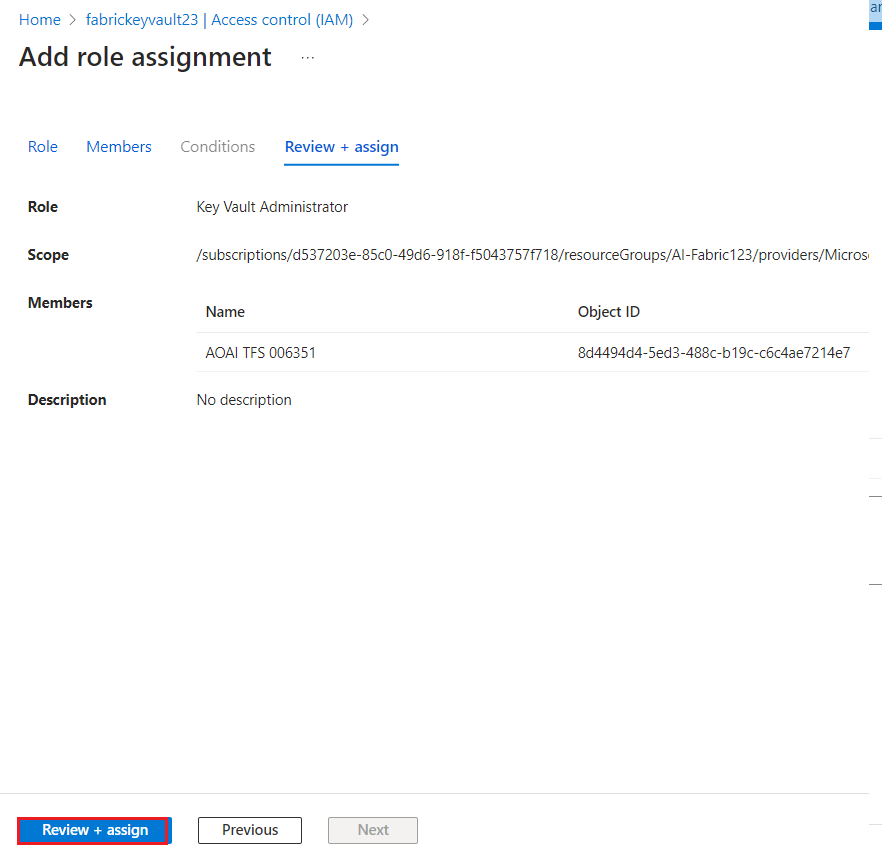 Home > fabrickeyvault23 | Access control (IAM) >
Add role assignment ...
Role Members Conditions Review + assign
Role Key Vault Administrator
Scope /subscriptions/d537203e-85c0-49d6-918f-f5043757f718/resourceGroups/AI-Fabric123/providers/Micros
Members Name Object ID
AOAI TFS 006351 8d4494d4-5ed3-488c-b19c-c6c4ae7214e7
Description No description
Review + assign Previous Next